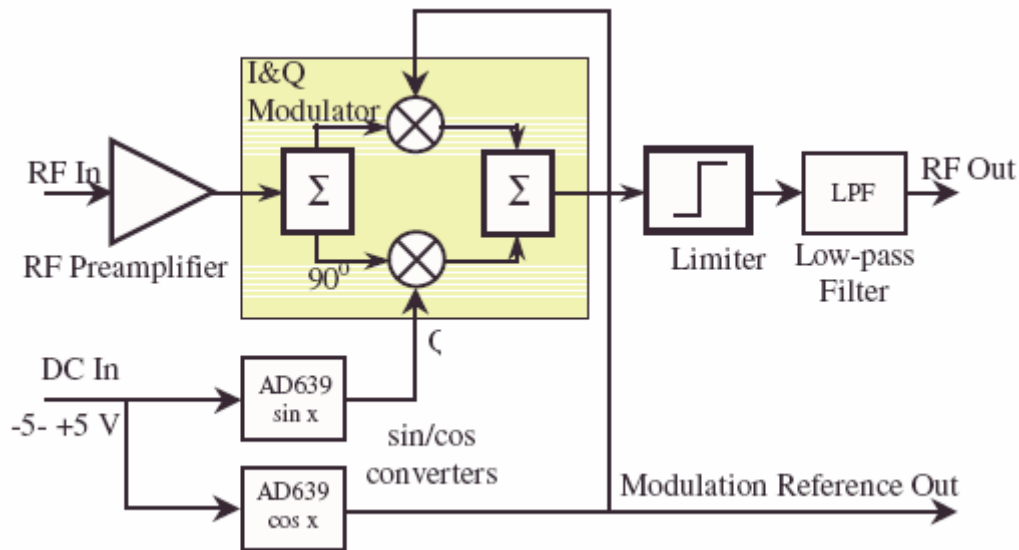 I&Q
Modulator
RF In
Σ
Σ
LPF
RF Out
RF Preamplifier
90⁰
Limiter
Low-pass
Filter
ς
DC In
-5- +5 V
AD639
sin x
sin/cos
converters
AD639
cos x
Modulation Reference Out